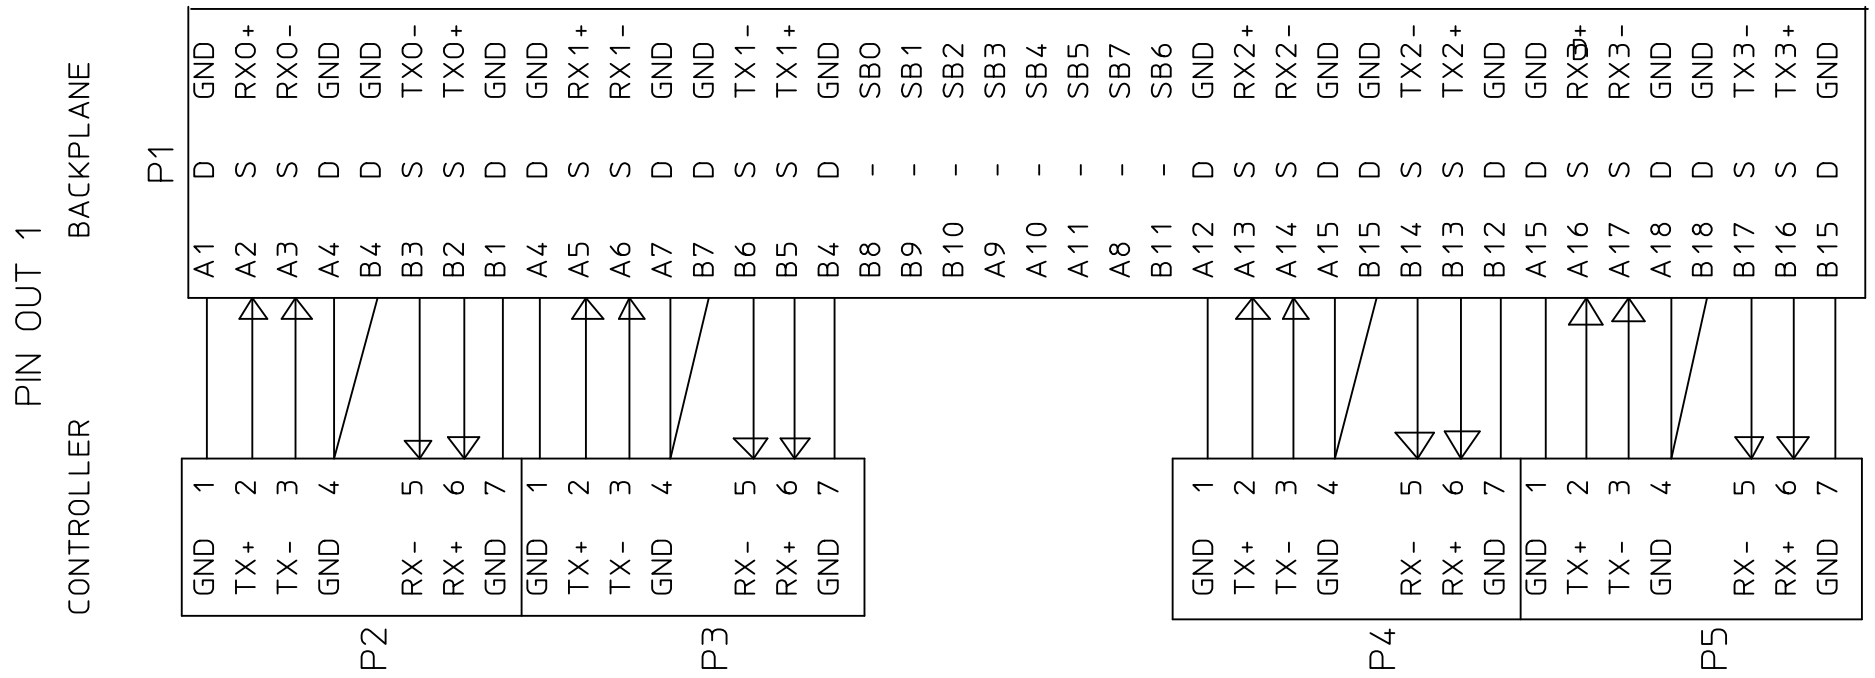 PIN OUT 1
CONTROLLER BACKPLANE
P1
GND 1 A1 D GND
TX+ 2 A2 S RX0+
TX- 3 A3 S RX0-
GND 4 A4 D GND
P2 B4 D GND
RX- 5 B3 S TX0-
RX+ 6 B2 S TX0+
GND 7 B1 D GND
GND 1 A4 D GND
TX+ 2 A5 S RX1+
TX- 3 A6 S RX1-
GND 4 A7 D GND
P3 B7 D GND
RX- 5 B6 S TX1-
RX+ 6 B5 S TX1+
GND 7 B4 D GND
B8 - SB0
B9 - SB1
B10 - SB2
A9 - SB3
A10 - SB4
A11 - SB5
A8 - SB7
B11 - SB6
GND 1 A12 D GND
TX+ 2 A13 S RX2+
TX- 3 A14 S RX2-
GND 4 A15 D GND
P4 B15 D GND
RX- 5 B14 S TX2-
RX+ 6 B13 S TX2+
GND 7 B12 D GND
GND 1 A15 D GND
TX+ 2 A16 S RX3+
TX- 3 A17 S RX3-
GND 4 A18 D GND
P5 B18 D GND
RX- 5 B17 S TX3-
RX+ 6 B16 S TX3+
GND 7 B15 D GND